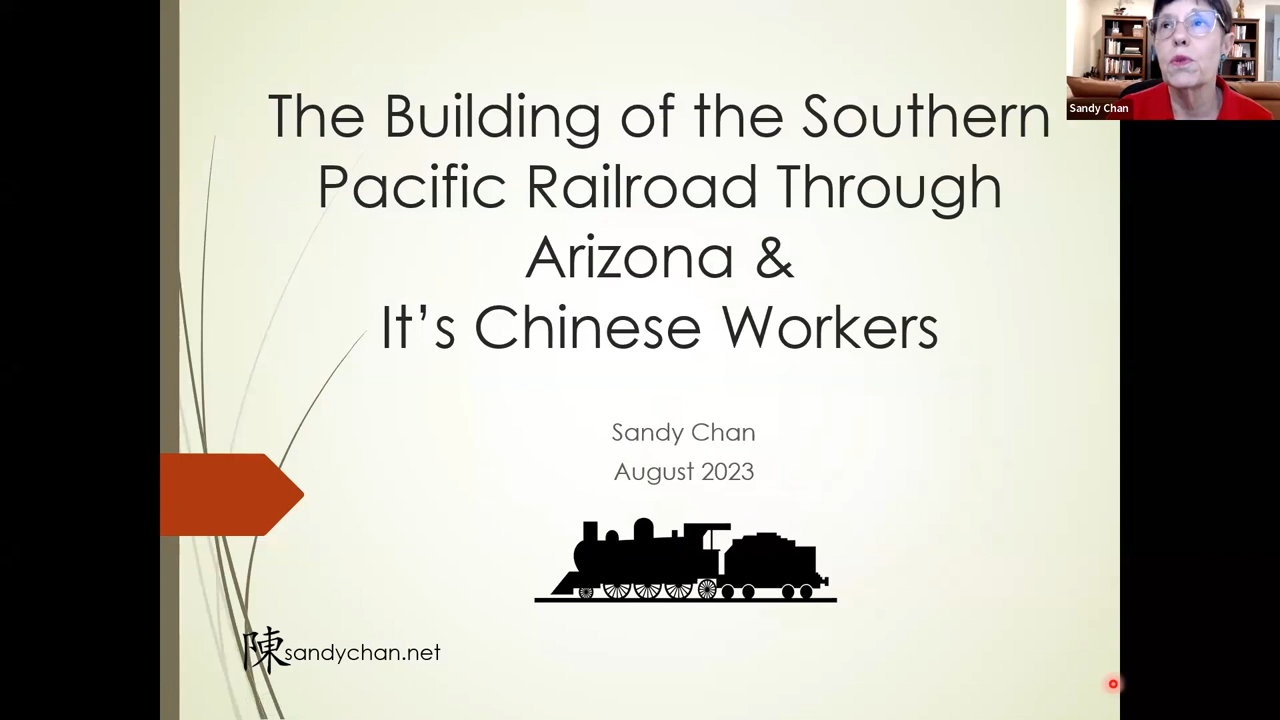 The Building of the Southern
Pacific Railroad Through
Arizona &
It’s Chinese Workers
Sandy Chan
Sandy Chan
August 2023
陳sandychan.net